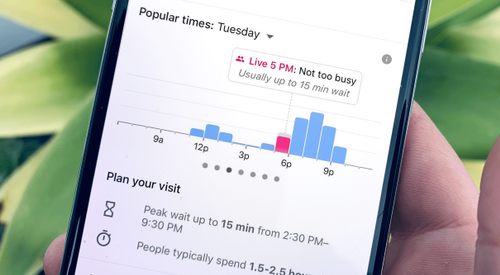 Popular times: Tuesday
Live 5 PM: Not too busy
Usually up to 15 min wait
9a 12p 3p 6p 9p
Plan your visit
Peak wait up to 15 min from 2:30 PM–
9:30 PM
People typically spend 1.5-2.5